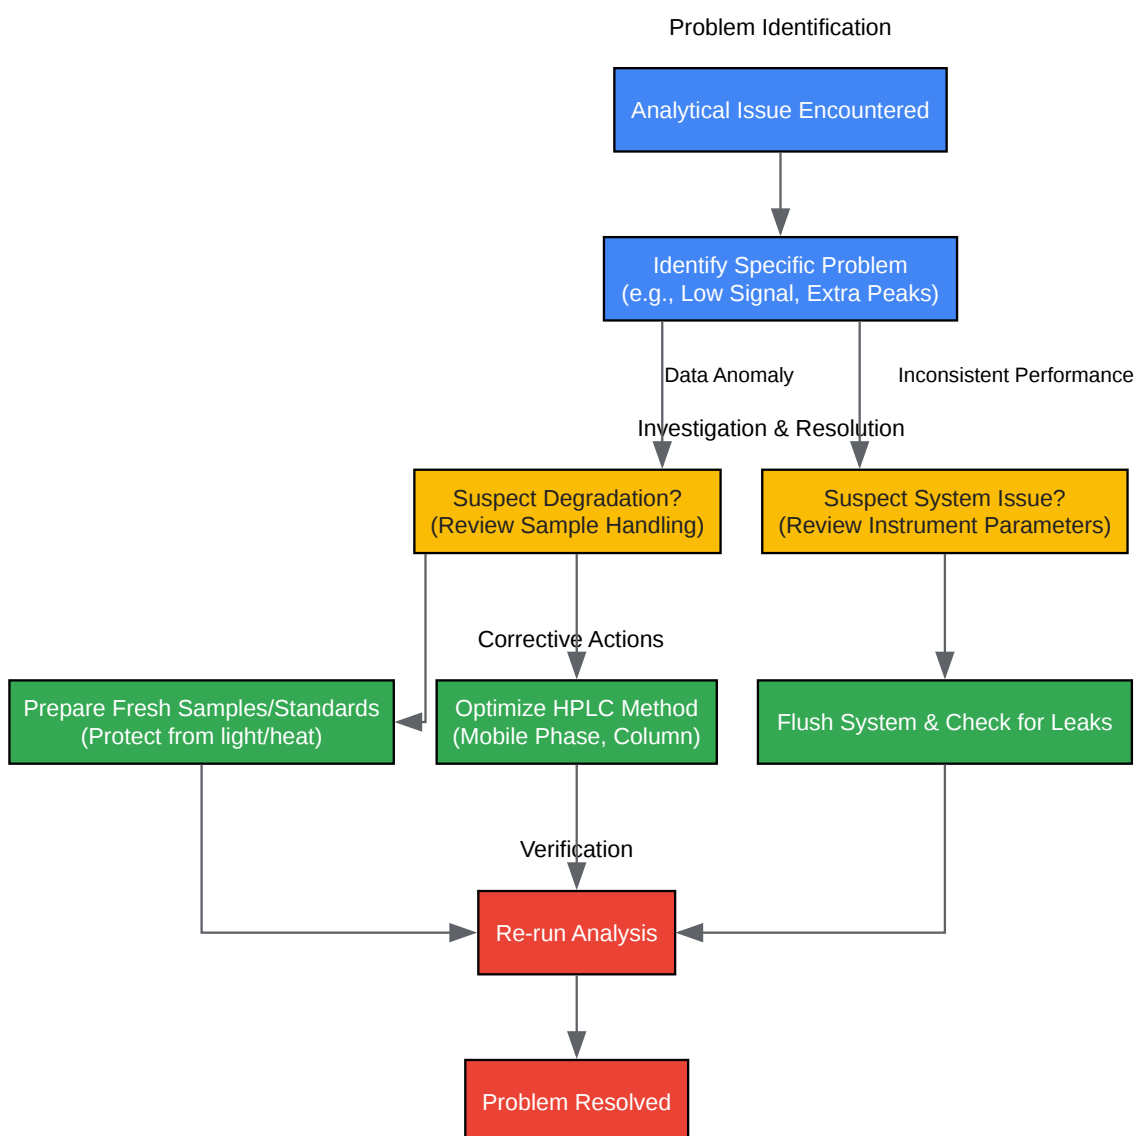 Problem Identification
Analytical Issue Encountered
Identify Specific Problem
(e.g., Low Signal, Extra Peaks)
Data Anomaly
Inconsistent Performance
Investigation & Resolution
Suspect Degradation?
(Review Sample Handling)
Suspect System Issue?
(Review Instrument Parameters)
Corrective Actions
Prepare Fresh Samples/Standards
(Protect from light/heat)
Optimize HPLC Method
(Mobile Phase, Column)
Flush System & Check for Leaks
Verification
Re-run Analysis
Problem Resolved